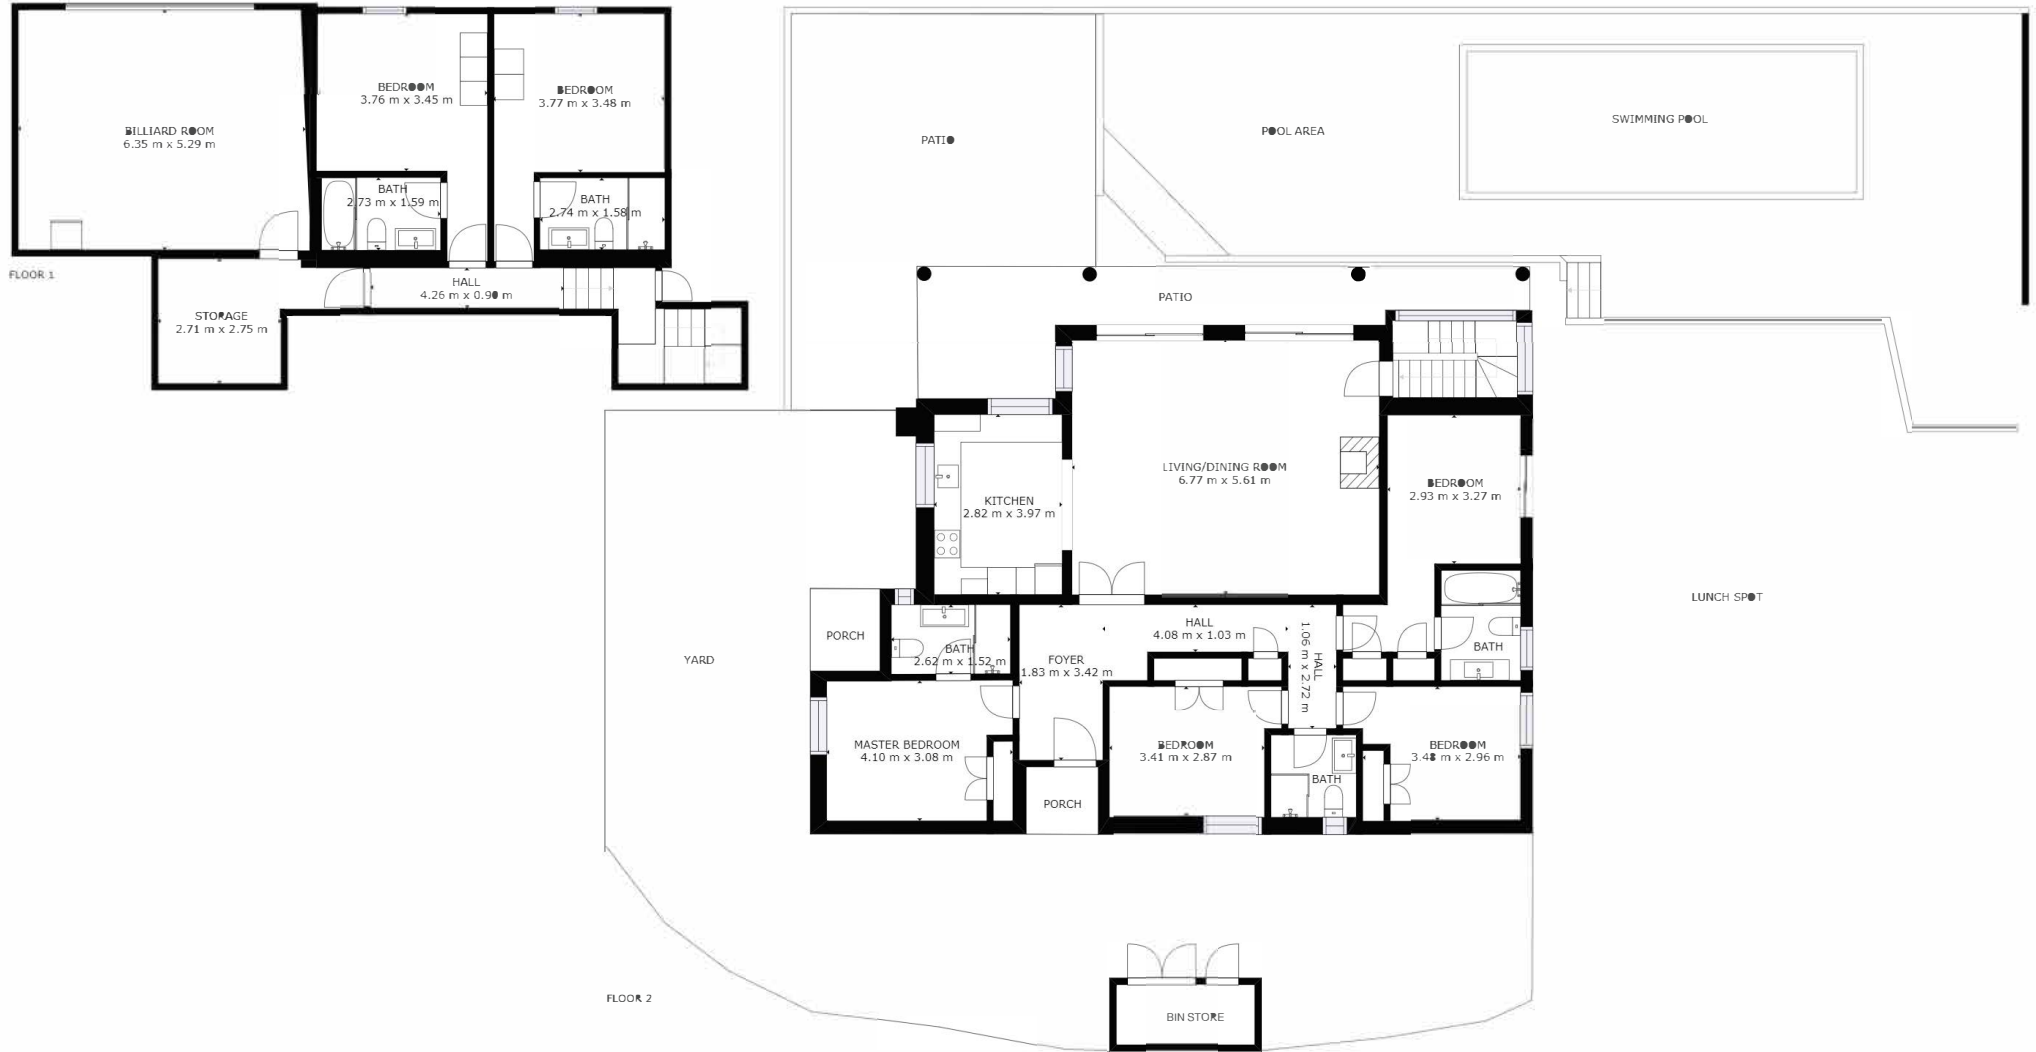 BILLIARD ROOM
6.35 m x 5.29 m
BEDROOM
3.76 m x 3.45 m
BEDROOM
3.77 m x 3.48 m
BATH
2.73 m x 1.59 m
BATH
2.74 m x 1.58 m
FLOOR 1
HALL
4.26 m x 0.90 m
STORAGE
2.71 m x 2.75 m
PATIO
POOL AREA
SWIMMING POOL
PATIO
LIVING/DINING ROOM
6.77 m x 5.61 m
KITCHEN
2.82 m x 3.97 m
BEDROOM
2.93 m x 3.27 m
LUNCH SPOT
YARD
PORCH
BATH
2.62 m x 1.52 m
FOYER
1.83 m x 3.42 m
HALL
4.08 m x 1.03 m
HALL
1.06 m x 2.72 m
BATH
MASTER BEDROOM
4.10 m x 3.08 m
BEDROOM
3.41 m x 2.87 m
BEDROOM
3.48 m x 2.96 m
BATH
PORCH
FLOOR 2
BIN STORE